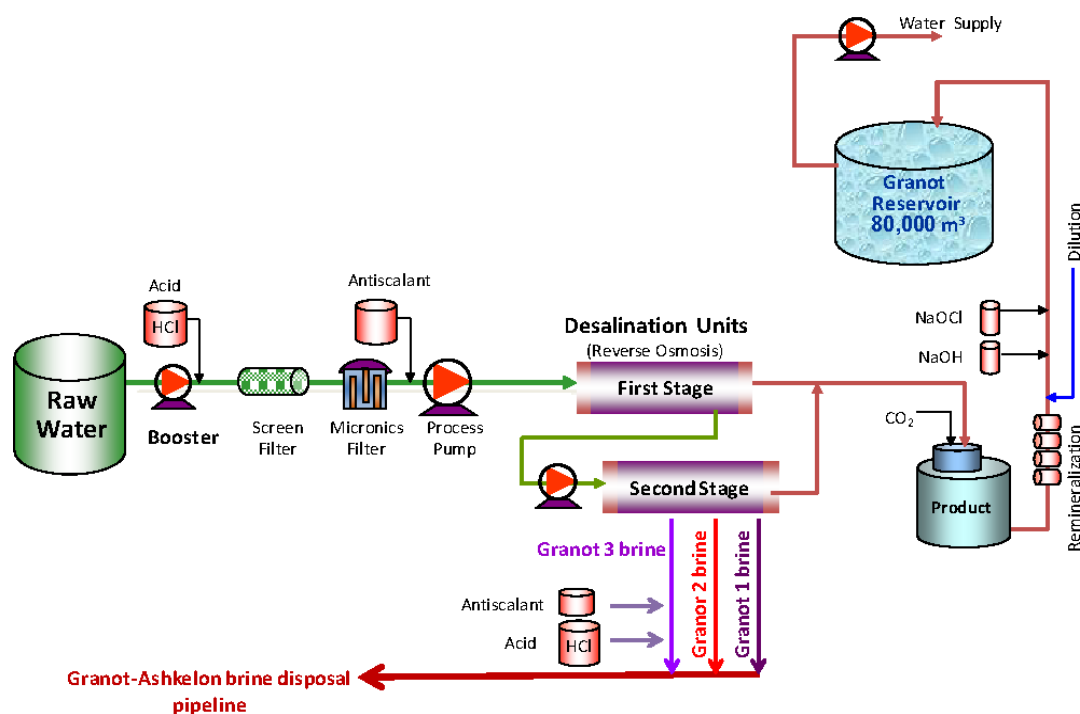 Water Supply
Granot
Reservoir
80,000 m³
Dilution
Acid
HCl
Antiscalant
NaOCl
NaOH
Desalination Units
(Reverse Osmosis)
First Stage
Raw
Water
Booster
Screen
Filter
Micronics
Filter
Process
Pump
CO₂
Remineralization
Second Stage
Product
Granot 3 brine
Granor 2 brine
Granot 1 brine
Antiscalant
Acid
HCl
Granot-Ashkelon brine disposal
pipeline